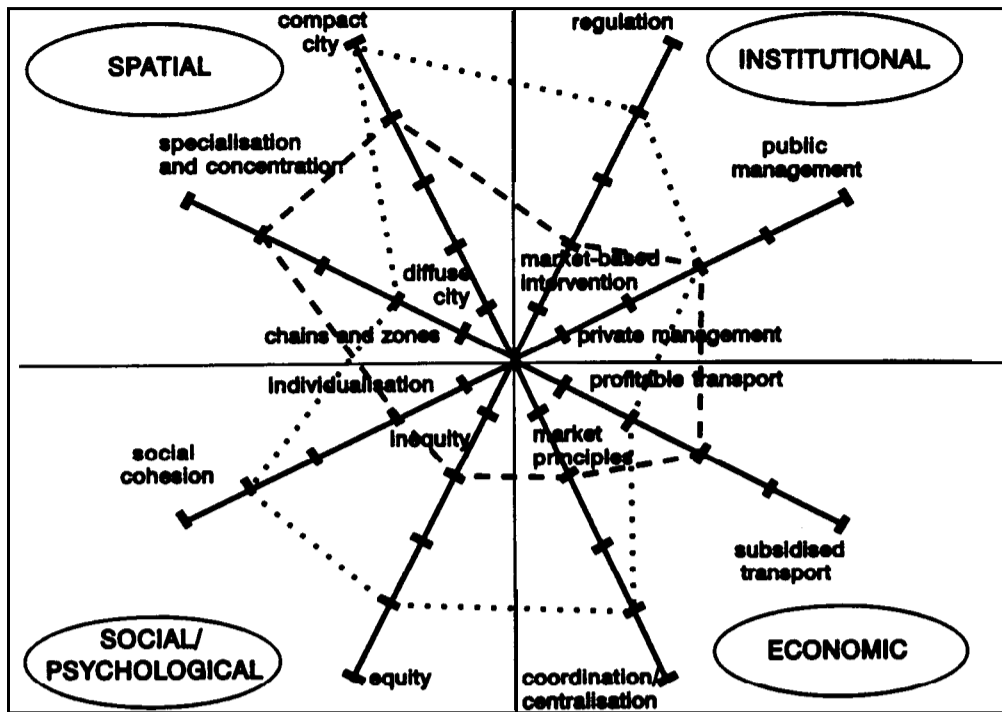 compact
city
regulation
SPATIAL
INSTITUTIONAL
specialisation
and concentration
public
management
diffuse
city
market-based
intervention
chains and zones
private management
individualisation
profitable transport
social
cohesion
inequity
market
principles
subsidised
transport
SOCIAL/
PSYCHOLOGICAL
ECONOMIC
equity
coordination/
centralisation